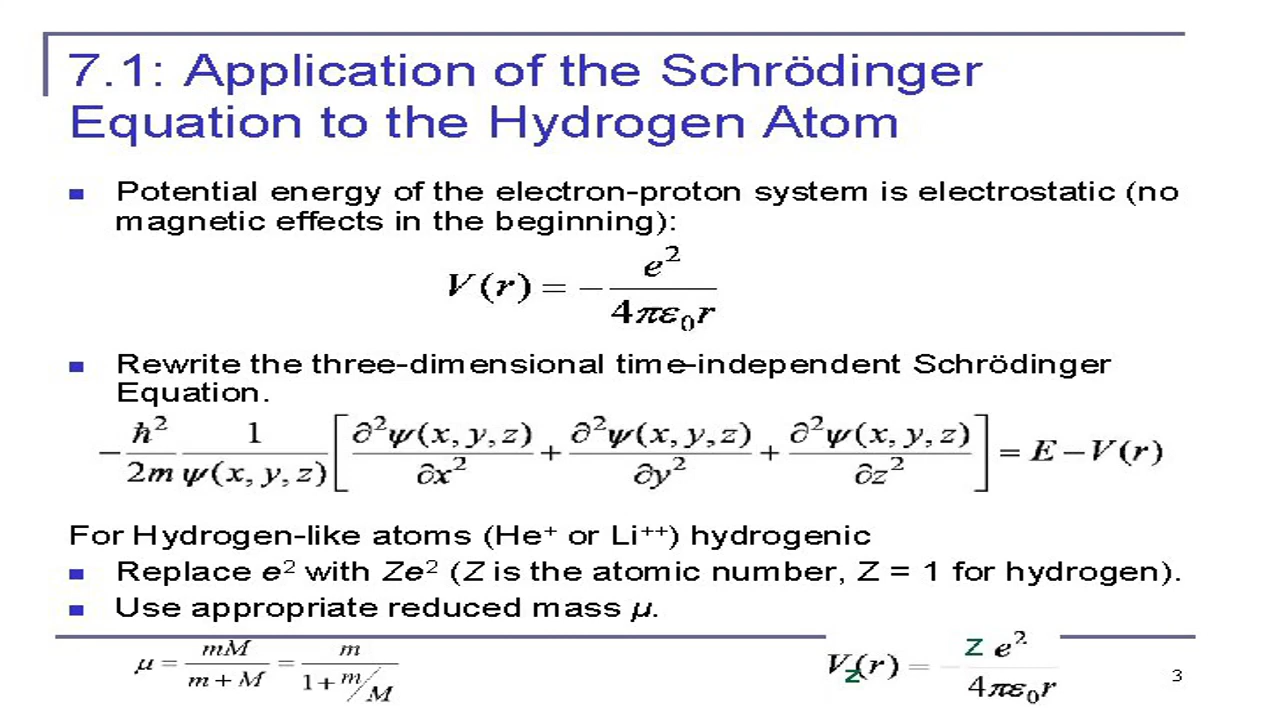 7.1: Application of the Schrödinger
Equation to the Hydrogen Atom
■ Potential energy of the electron-proton system is electrostatic (no
magnetic effects in the beginning):
V(r) = − e² / 4πε₀r
■ Rewrite the three-dimensional time-independent Schrödinger
Equation.
− ħ²/2m 1/ψ(x, y, z) [ ∂²ψ(x, y, z)/∂x² + ∂²ψ(x, y, z)/∂y² + ∂²ψ(x, y, z)/∂z² ] = E − V(r)
For Hydrogen-like atoms (He⁺ or Li⁺⁺) hydrogenic
■ Replace e² with Ze² (Z is the atomic number, Z = 1 for hydrogen).
■ Use appropriate reduced mass μ.
μ = mM / m + M = m / 1 + m/M
V_z(r) = − Z e² / 4πε₀r
3